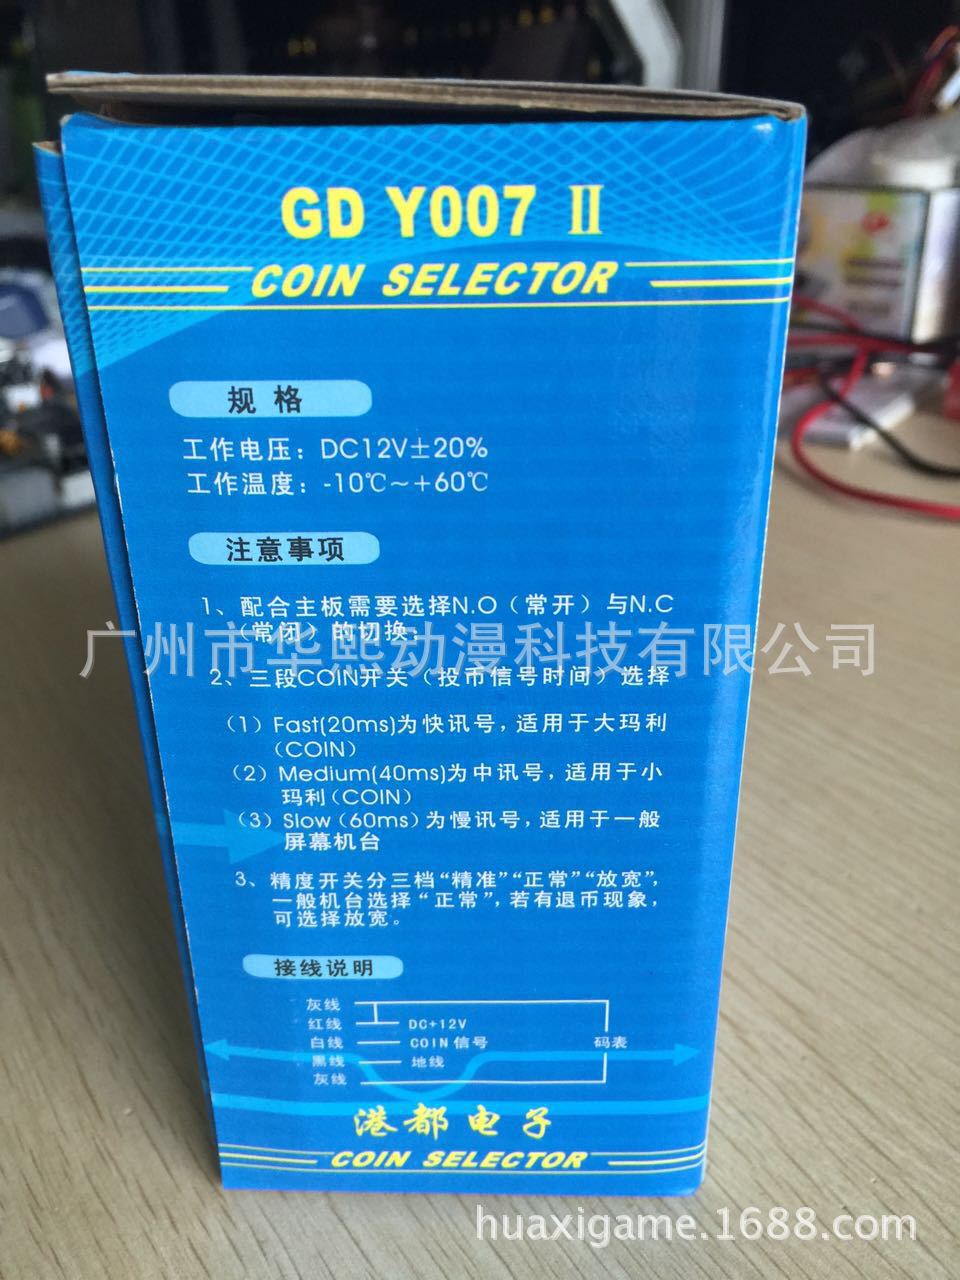 GD Y007 II
COIN SELECTOR
规格
工作电压：DC12V±20%
工作温度：-10℃～+60℃
注意事项
1、配合主板需要选择N.O（常开）与N.C
（常闭）的切换；
广州市华熙动漫科技有限公司
2、三段COIN开关（投币信号时间）选择
（1）Fast(20ms)为快讯号，适用于大玛利
(COIN)
（2）Medium(40ms)为中讯号，适用于小
玛利(COIN)
（3）Slow (60ms)为慢讯号，适用于一般
屏幕机台
3、精度开关分三档“精准”“正常”“放宽”，
一般机台选择“正常”，若有退币现象，
可选择放宽。
接线说明
灰线
红线 DC+12V
白线 COIN 信号 码表
黑线 地线
灰线
港都电子
COIN SELECTOR
huaxigame.1688.com